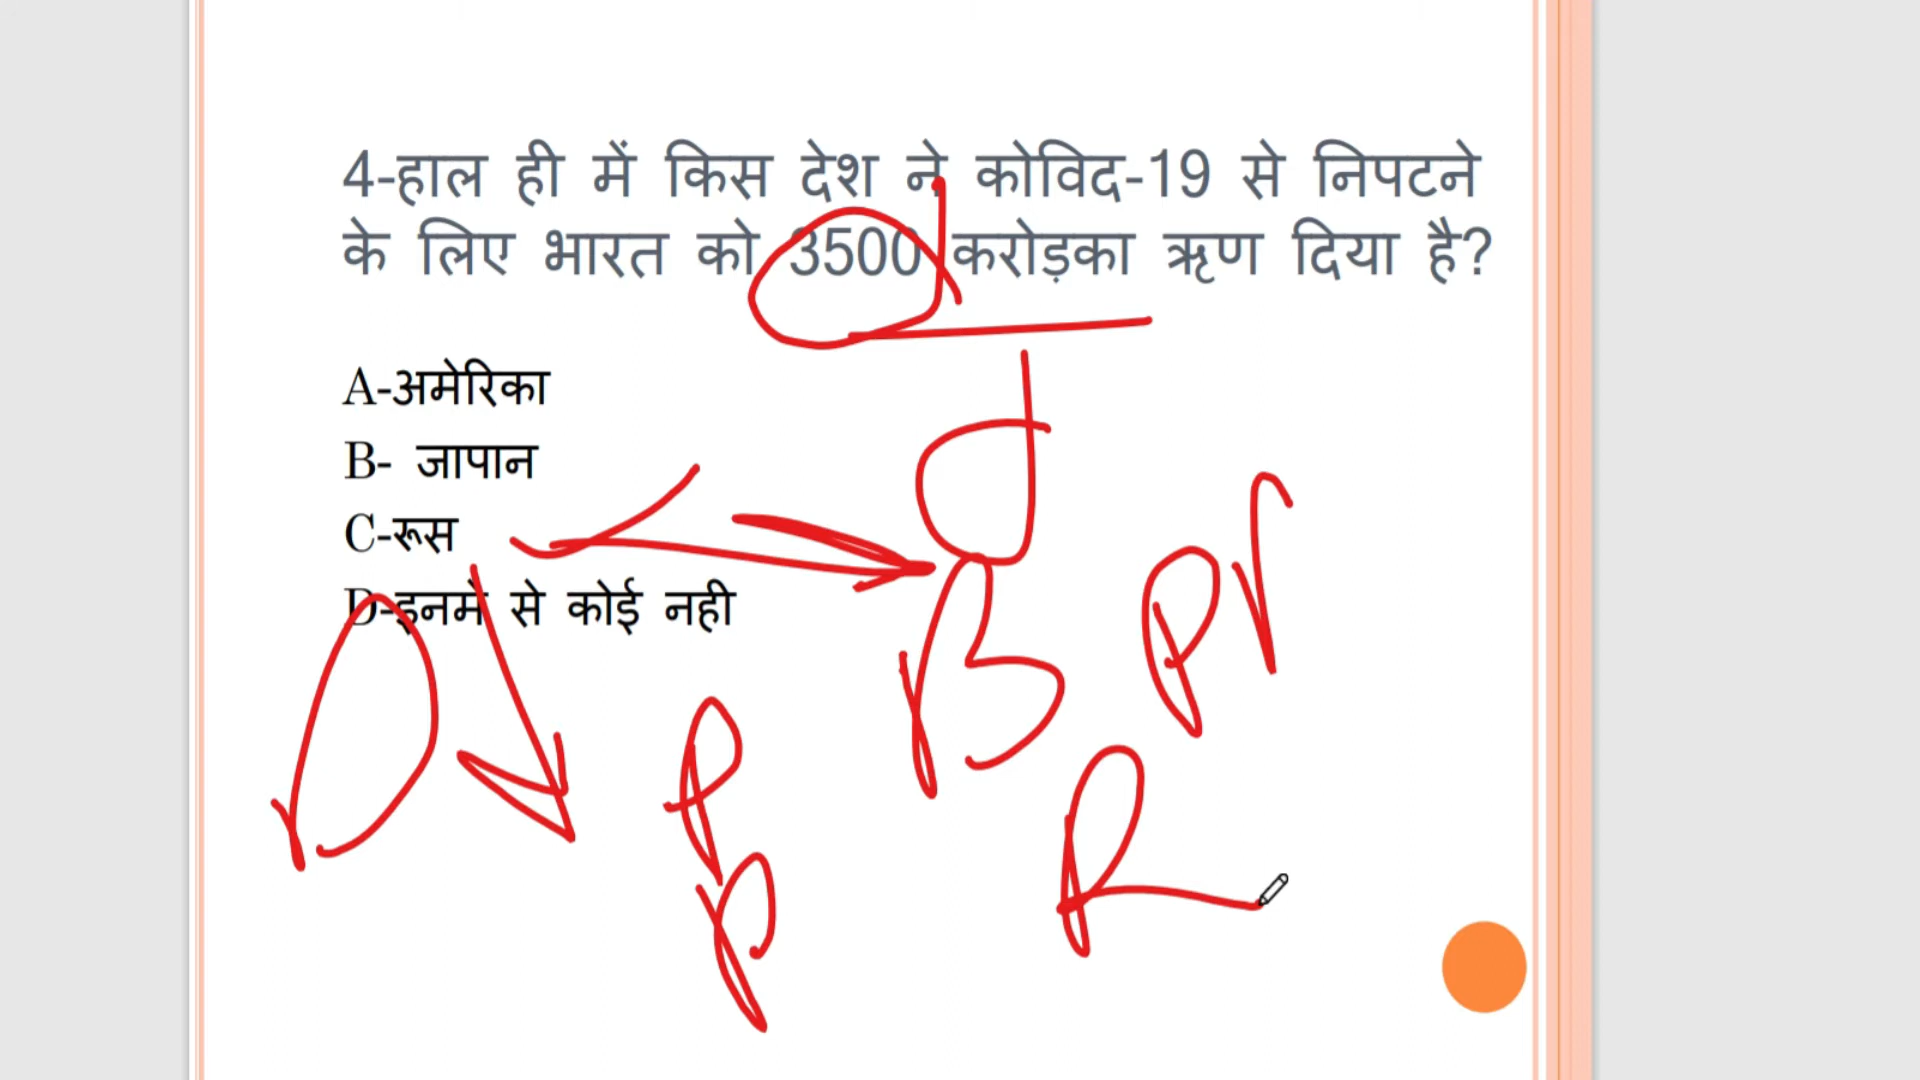 4-हाल ही में किस देश ने कोविद-19 से निपटने
के लिए भारत को 3500 करोड़का ऋण दिया है?
A-अमेरिका
B- जापान
C-रूस
D-इनमे से कोई नही